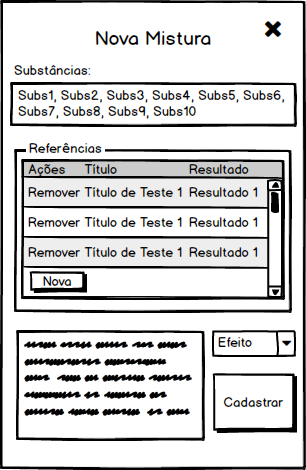 Nova Mistura
Substâncias:
Subs1, Subs2, Subs3, Subs4, Subs5, Subs6,
Subs7, Subs8, Subs9, Subs10
Referências
Ações Título Resultado
Remover Título de Teste 1 Resultado 1
Remover Título de Teste 1 Resultado 1
Remover Título de Teste 1 Resultado 1
Nova
Efeito
Cadastrar